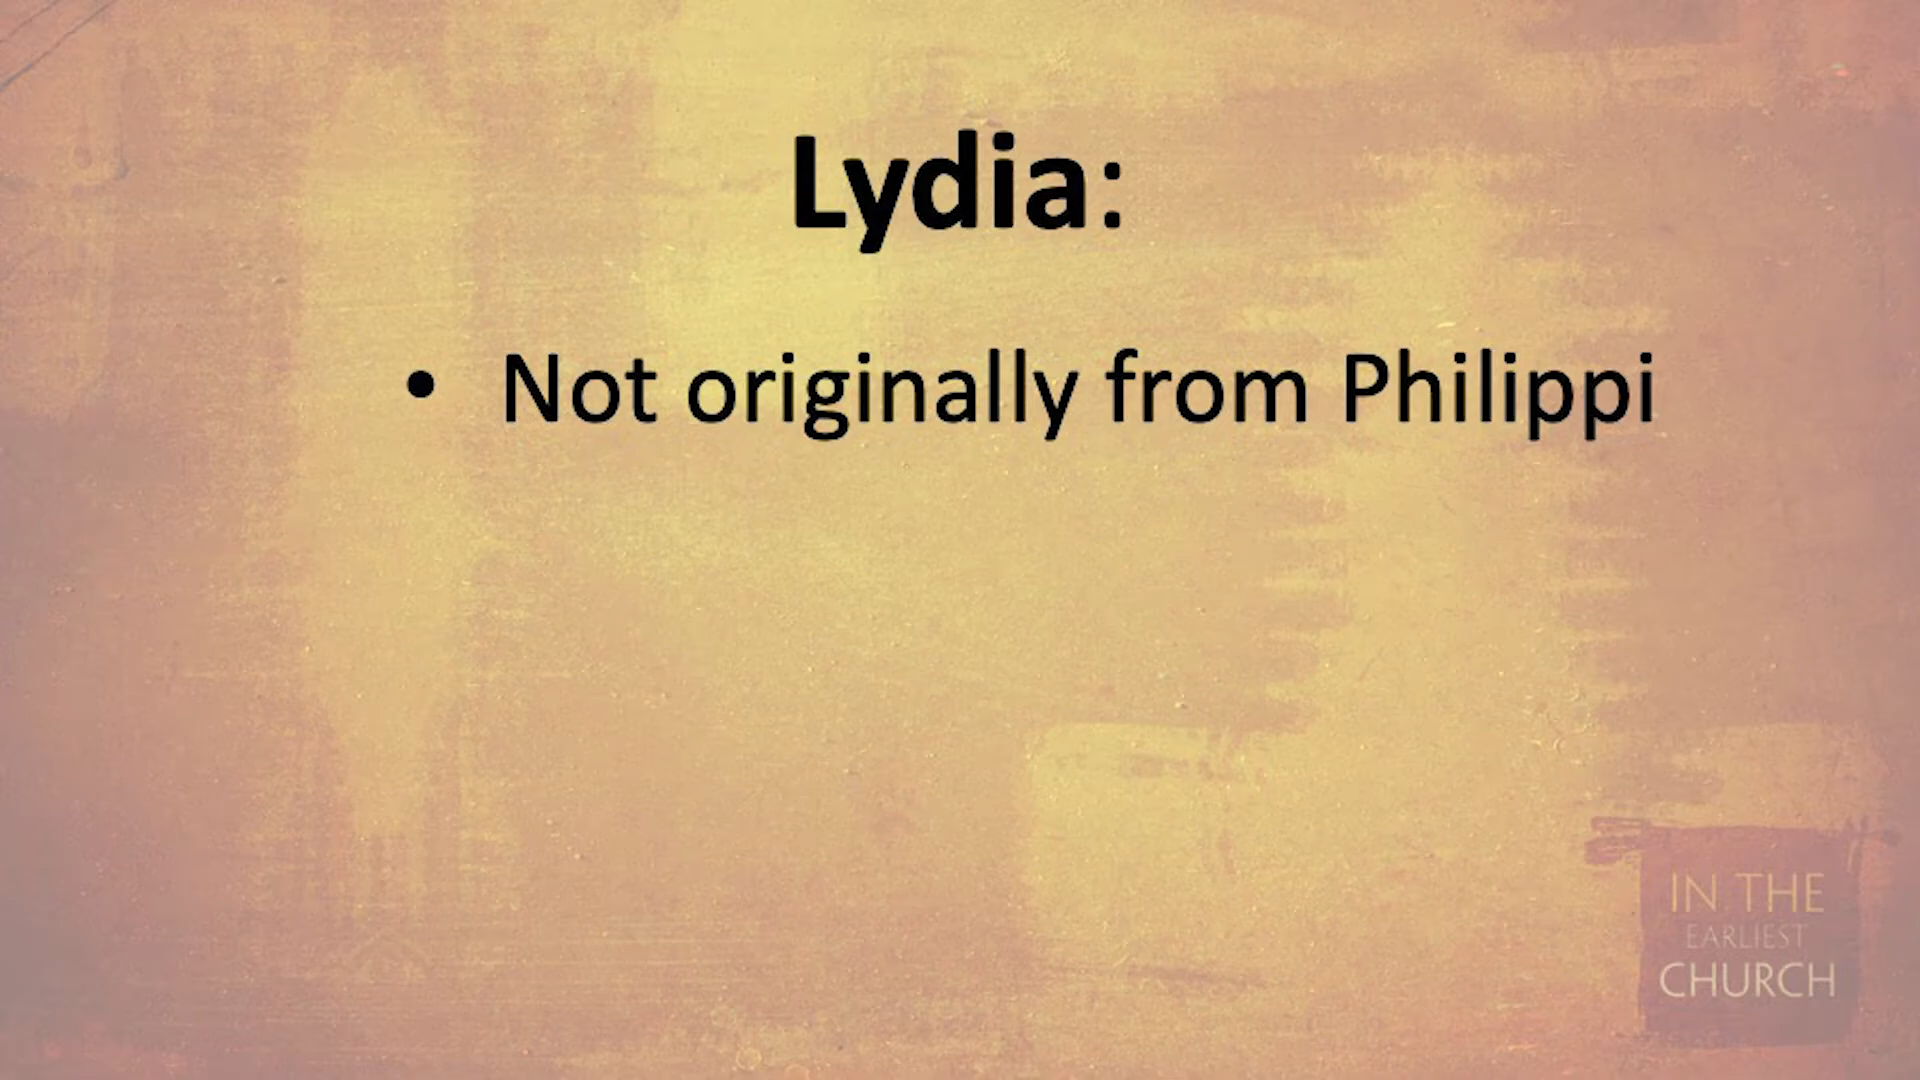 Lydia:
• Not originally from Philippi
IN THE
EARLIEST
CHURCH